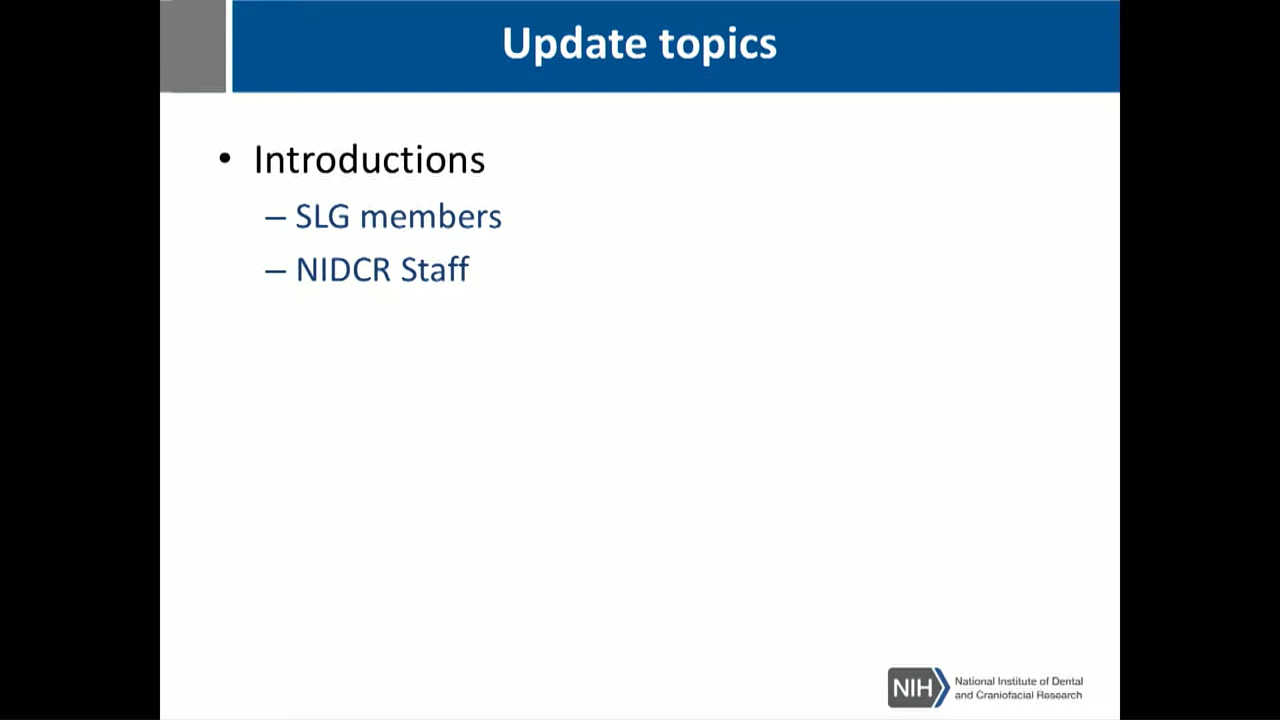 Update topics
• Introductions
– SLG members
– NIDCR Staff
NIH
National Institute of Dental
and Craniofacial Research